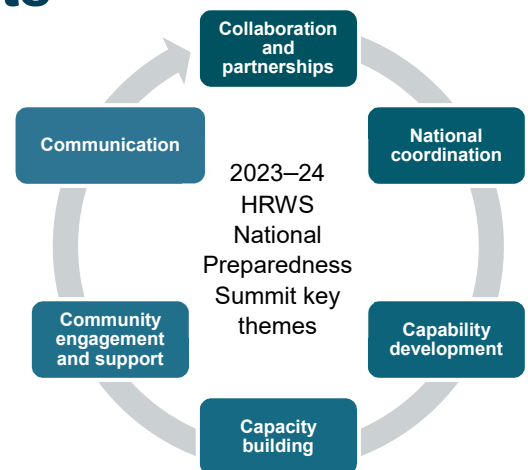 Collaboration
and
partnerships
National
coordination
Capability
development
Capacity
building
Community
engagement
and support
Communication
2023–24
HRWS
National
Preparedness
Summit key
themes